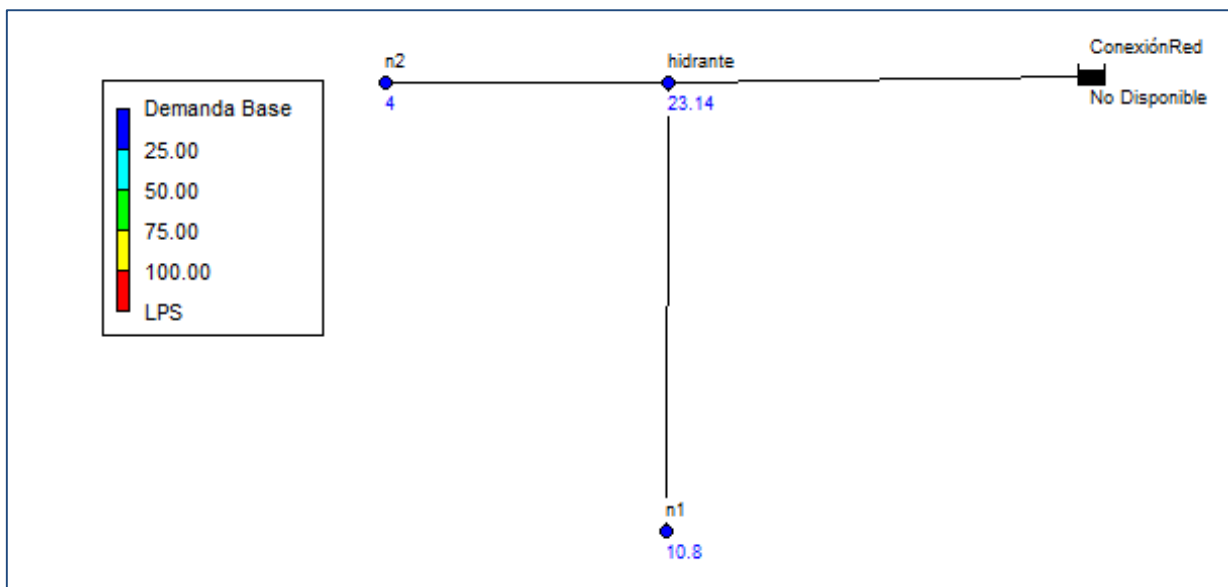 n2
hidrante
ConexiónRed
4
23.14
No Disponible
Demanda Base
25.00
50.00
75.00
100.00
LPS
n1
10.8